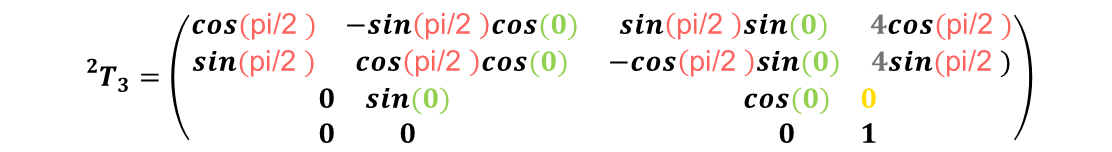 cos(pi/2 ) −sin(pi/2 )cos(0) sin(pi/2 )sin(0) 4cos(pi/2 )
sin(pi/2 ) cos(pi/2 )cos(0) −cos(pi/2 )sin(0) 4sin(pi/2 )
²T₃ =
0 sin(0) cos(0) 0
0 0 0 1